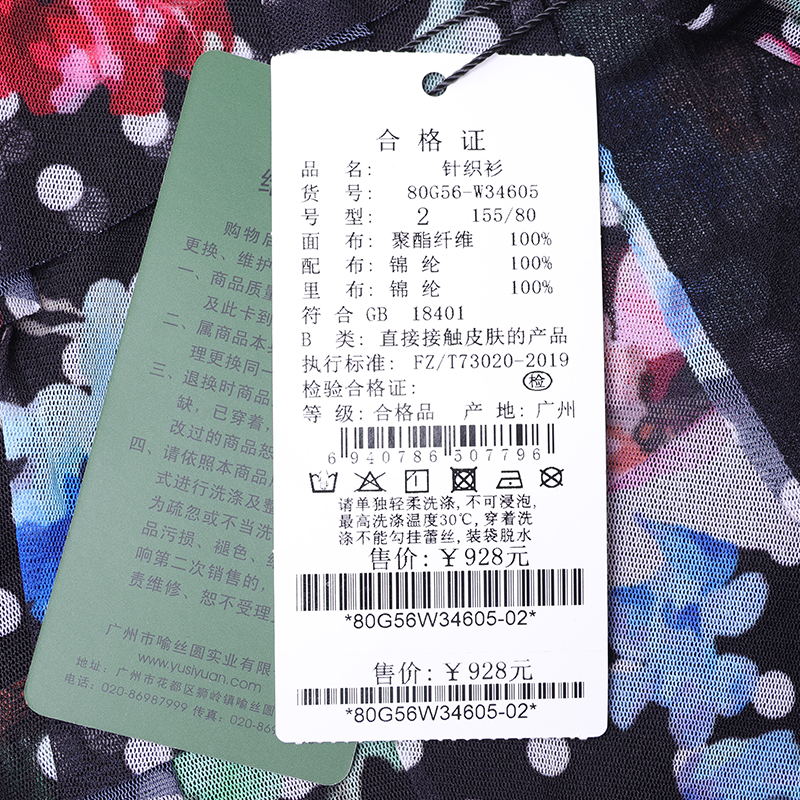 合格证
品 名: 针织衫
货 号: 80G56-W34605
号 型: 2 155/80
面 布: 聚酯纤维 100%
配 布: 锦 纶 100%
里 布: 锦 纶 100%
符合GB 18401
B 类: 直接接触皮肤的产品
执行标准: FZ/T73020-2019
检验合格证: 检
等 级: 合格品 产 地: 广州
6 940786 507796
请单独轻柔洗涤, 不可浸泡,
最高洗涤温度30℃, 穿着洗
涤不能勾挂蕾丝, 装袋脱水
售价: ￥928元
*80G56W34605-02*
售价: ￥928元
*80G56W34605-02*
购物后
更换、维护
一、商品质量
及此卡到
二、属商品本身
理更换同一
三、退换时商品
缺, 已穿着,
改过的商品恕
四、请依照本商品
式进行洗涤及整
为疏忽或不当洗
品污损、褪色、
响第二次销售的,
责维修、恕不受理
广州市喻丝圆实业有限
www.yusiyuan.com
地址: 广州市花都区狮岭镇喻丝圆
电话: 020-86987999 传真: 020-86